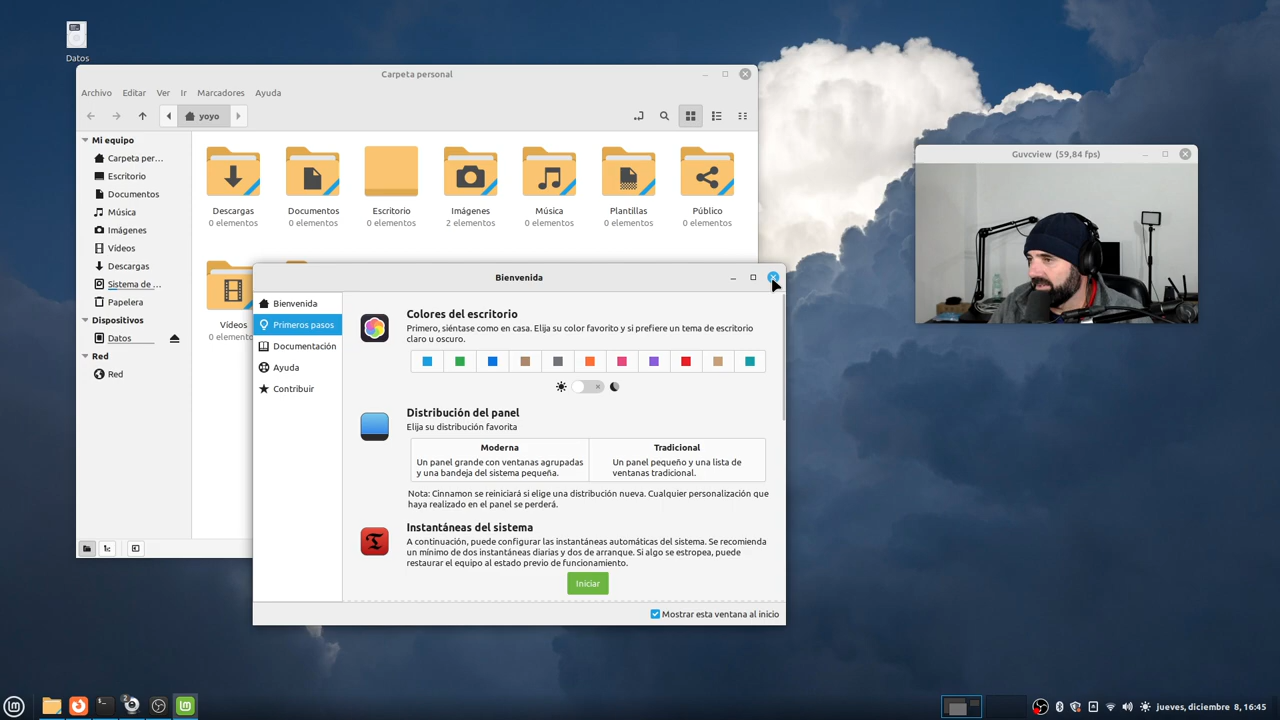 Datos
Carpeta personal
Archivo Editar Ver Ir Marcadores Ayuda
yoyo
Mi equipo
Carpeta per...
Escritorio
Documentos
Música
Imágenes
Vídeos
Descargas
Sistema de ...
Papelera
Dispositivos
Datos
Red
Red
Descargas
0 elementos
Documentos
0 elementos
Escritorio
0 elementos
Imágenes
2 elementos
Música
0 elementos
Plantillas
0 elementos
Público
0 elementos
Vídeos
Guvcview (59,84 fps)
Bienvenida
Bienvenida
Primeros pasos
Documentación
Ayuda
Contribuir
Colores del escritorio
Primero, siéntase como en casa. Elija su color favorito y si prefiere un tema de escritorio
claro u oscuro.
Distribución del panel
Elija su distribución favorita
Moderna
Un panel grande con ventanas agrupadas
y una bandeja del sistema pequeña.
Tradicional
Un panel pequeño y una lista de
ventanas tradicional.
Nota: Cinnamon se reiniciará si elige una distribución nueva. Cualquier personalización que
haya realizado en el panel se perderá.
Instantáneas del sistema
A continuación, puede configurar las instantáneas automáticas del sistema. Se recomienda
un mínimo de dos instantáneas diarias y dos de arranque. Si algo se estropea, puede
restaurar el equipo al estado previo de funcionamiento.
Iniciar
Mostrar esta ventana al inicio
2
jueves, diciembre 8, 16:45